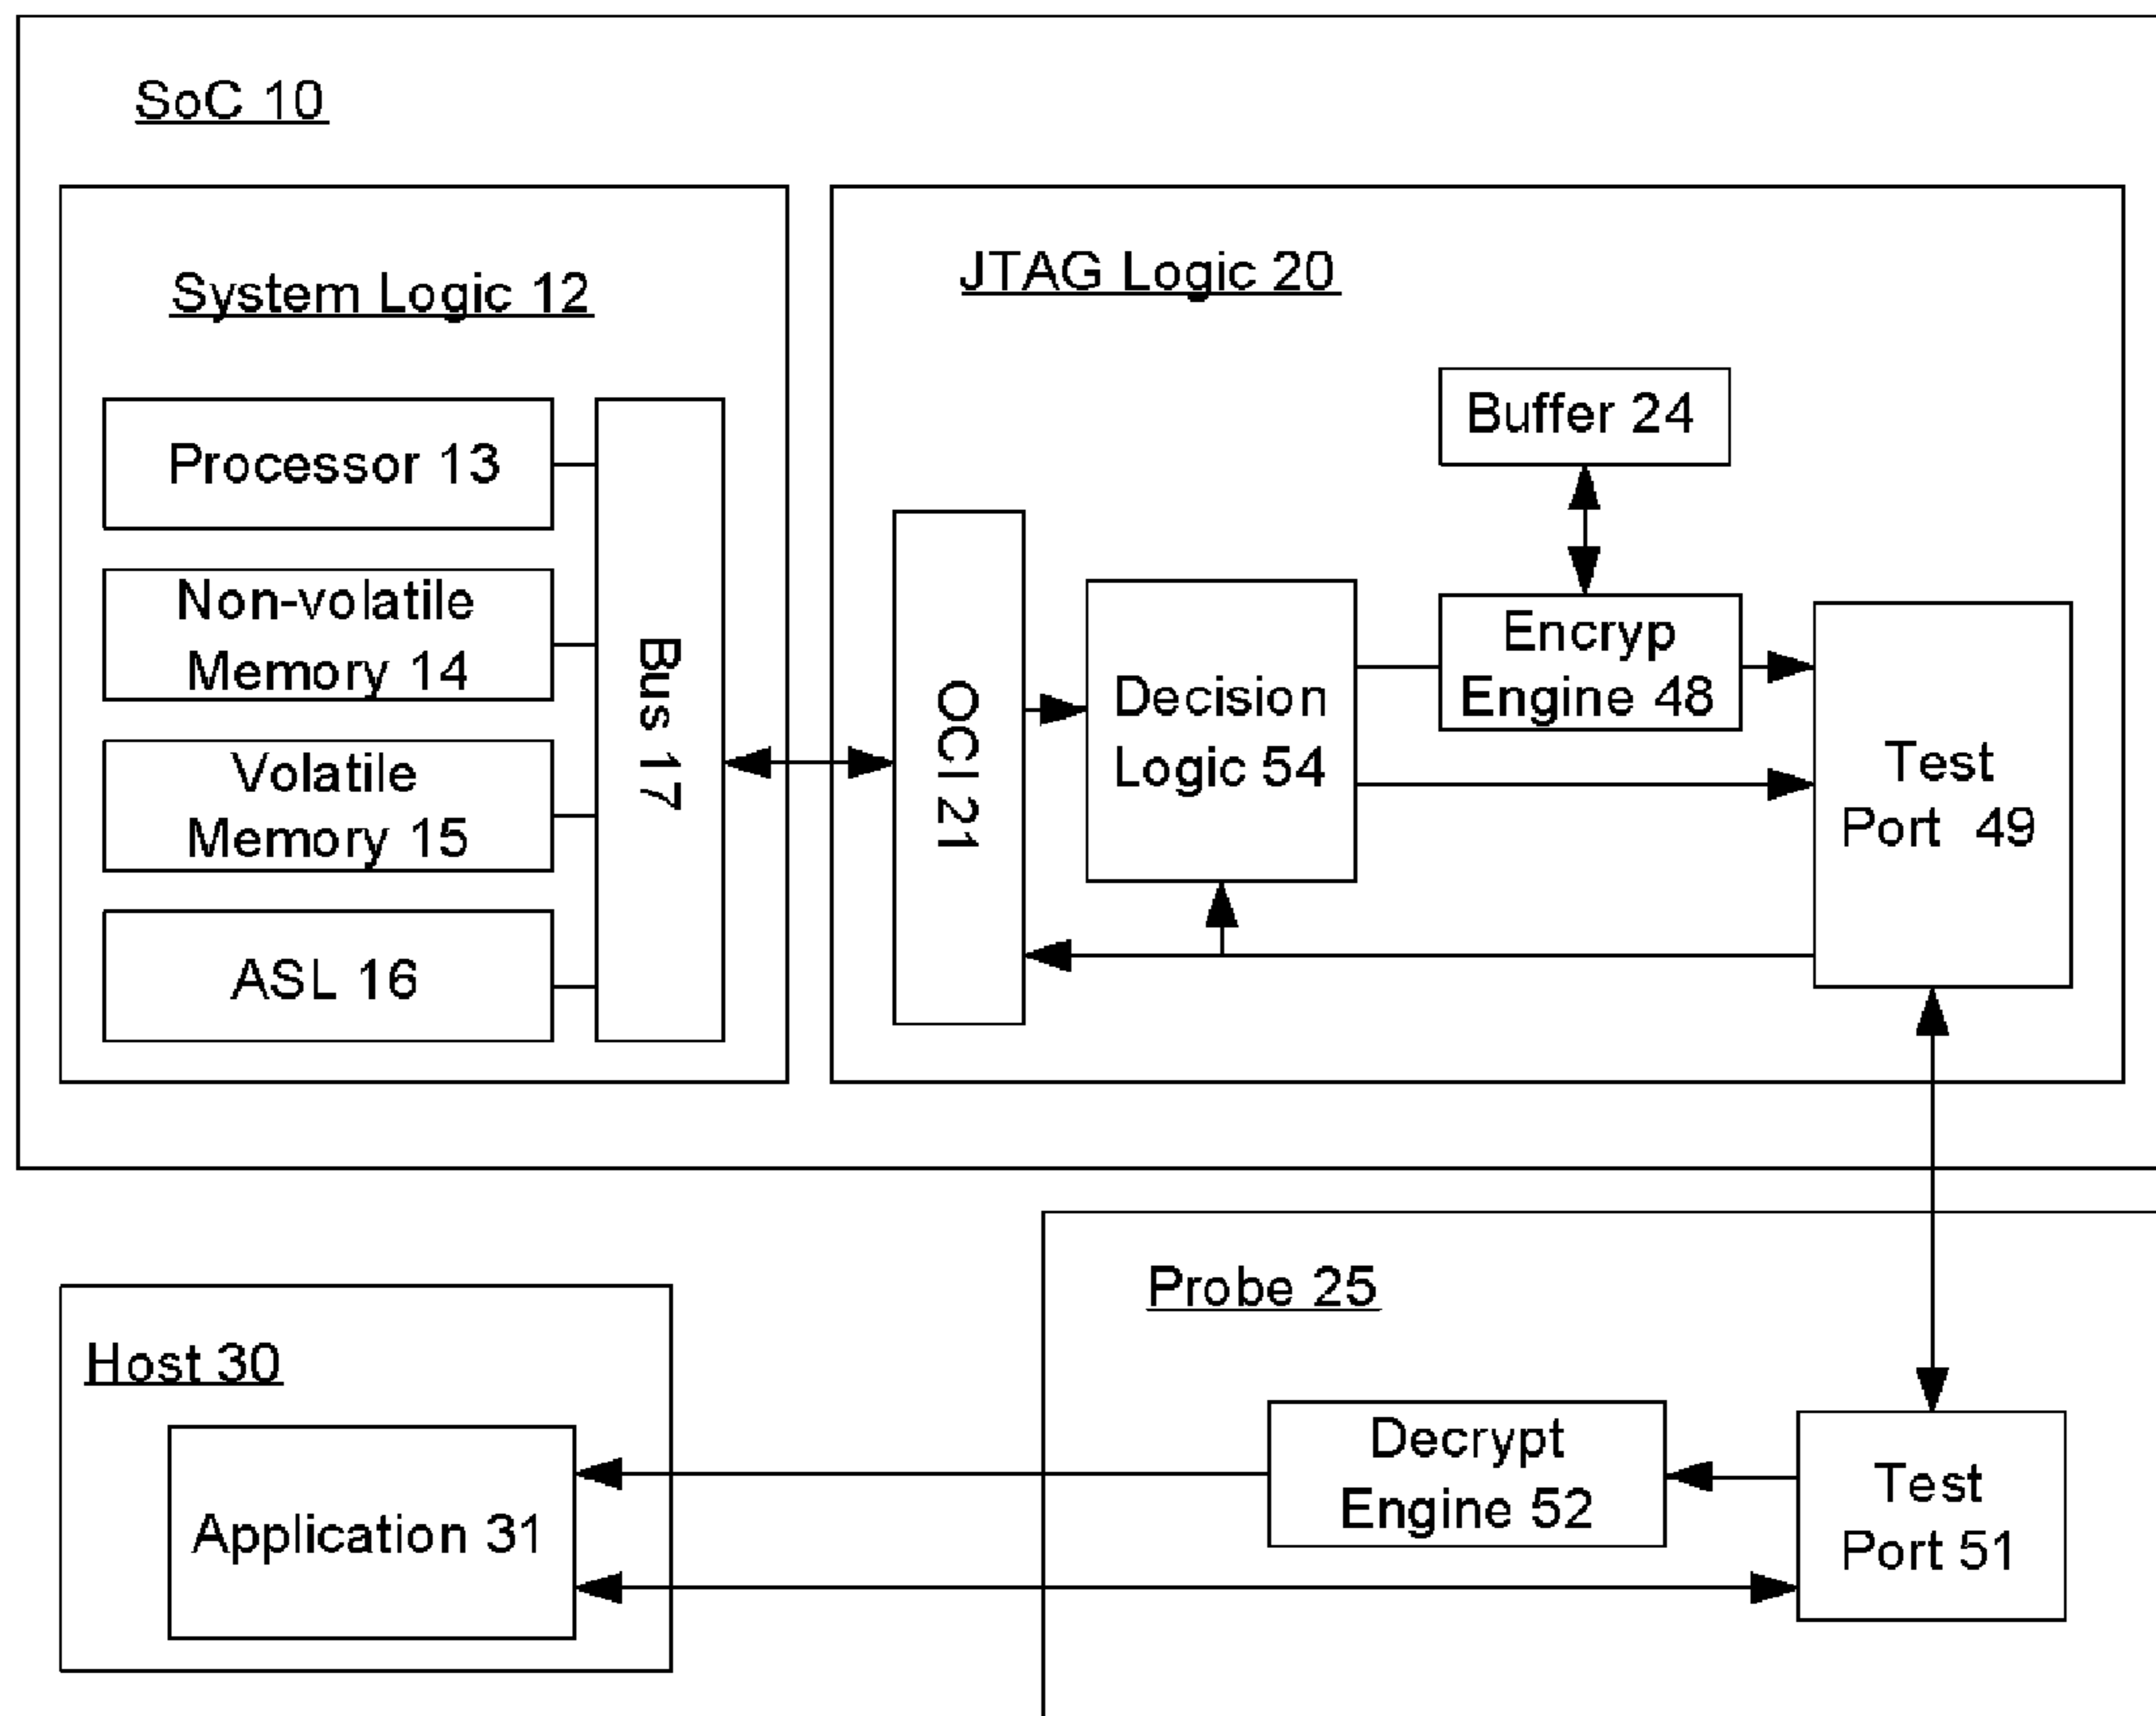 SoC 10
System Logic 12
Processor 13
Non-volatile
Memory 14
Volatile
Memory 15
ASL 16
Bus 17
JTAG Logic 20
Buffer 24
OCI 21
Decision
Logic 54
Encryp
Engine 48
Test
Port 49
Host 30
Application 31
Probe 25
Decrypt
Engine 52
Test
Port 51